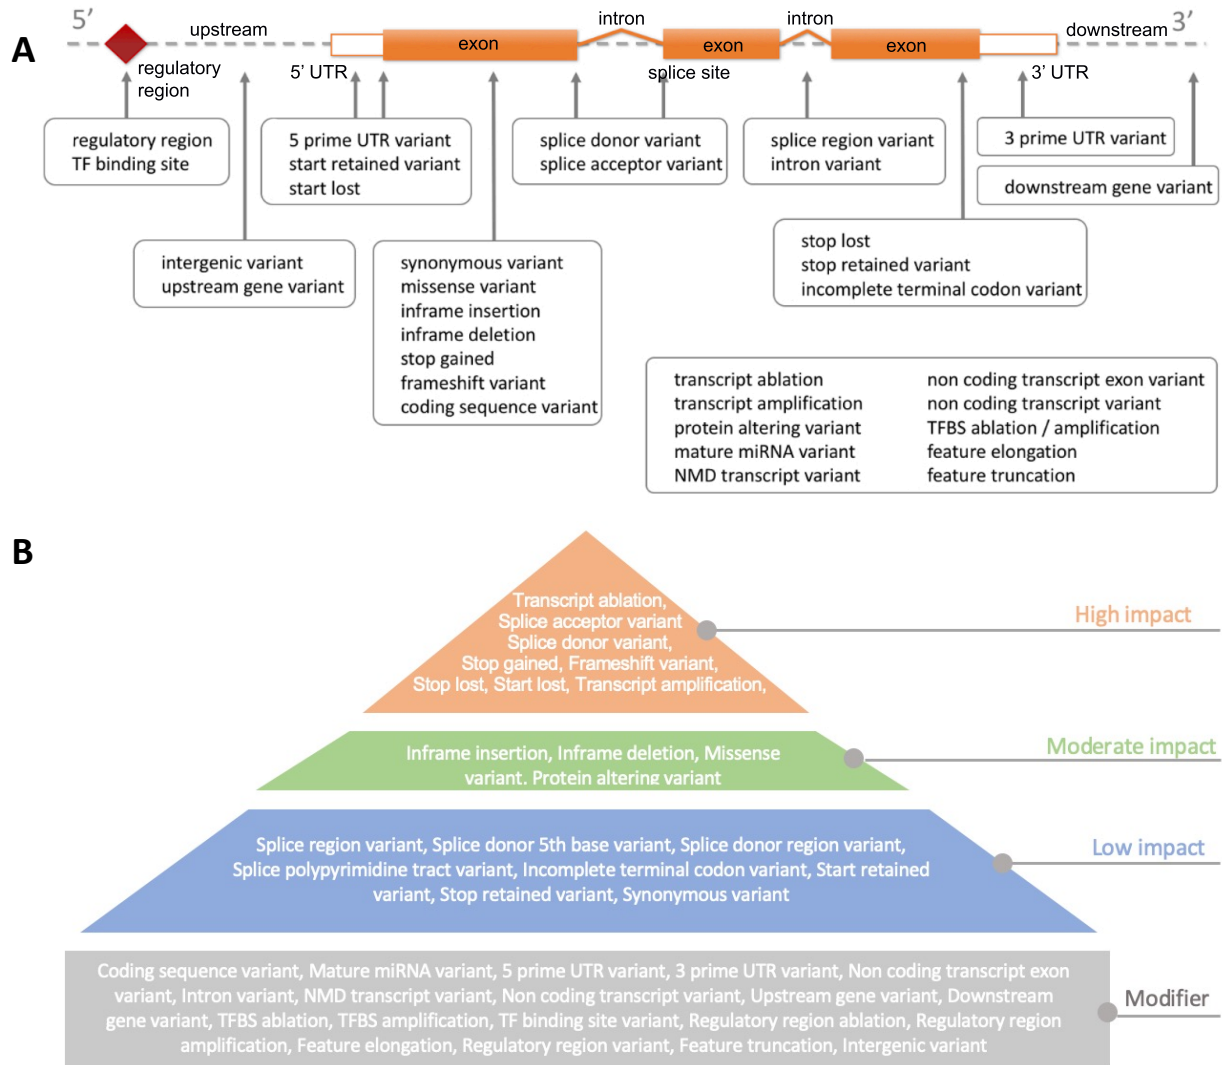 A
5’
upstream
exon
intron
exon
intron
exon
downstream
3’
regulatory
region
5’ UTR
splice site
3’ UTR
regulatory region
TF binding site
5 prime UTR variant
start retained variant
start lost
splice donor variant
splice acceptor variant
splice region variant
intron variant
3 prime UTR variant
downstream gene variant
intergenic variant
upstream gene variant
synonymous variant
missense variant
inframe insertion
inframe deletion
stop gained
frameshift variant
coding sequence variant
stop lost
stop retained variant
incomplete terminal codon variant
transcript ablation
transcript amplification
protein altering variant
mature miRNA variant
NMD transcript variant
non coding transcript exon variant
non coding transcript variant
TFBS ablation / amplification
feature elongation
feature truncation
B
Transcript ablation,
Splice acceptor variant
Splice donor variant,
Stop gained, Frameshift variant,
Stop lost, Start lost, Transcript amplification,
High impact
Inframe insertion, Inframe deletion, Missense
variant, Protein altering variant
Moderate impact
Splice region variant, Splice donor 5th base variant, Splice donor region variant,
Splice polypyrimidine tract variant, Incomplete terminal codon variant, Start retained
variant, Stop retained variant, Synonymous variant
Low impact
Coding sequence variant, Mature miRNA variant, 5 prime UTR variant, 3 prime UTR variant, Non coding transcript exon
variant, Intron variant, NMD transcript variant, Non coding transcript variant, Upstream gene variant, Downstream
gene variant, TFBS ablation, TFBS amplification, TF binding site variant, Regulatory region ablation, Regulatory region
amplification, Feature elongation, Regulatory region variant, Feature truncation, Intergenic variant
Modifier